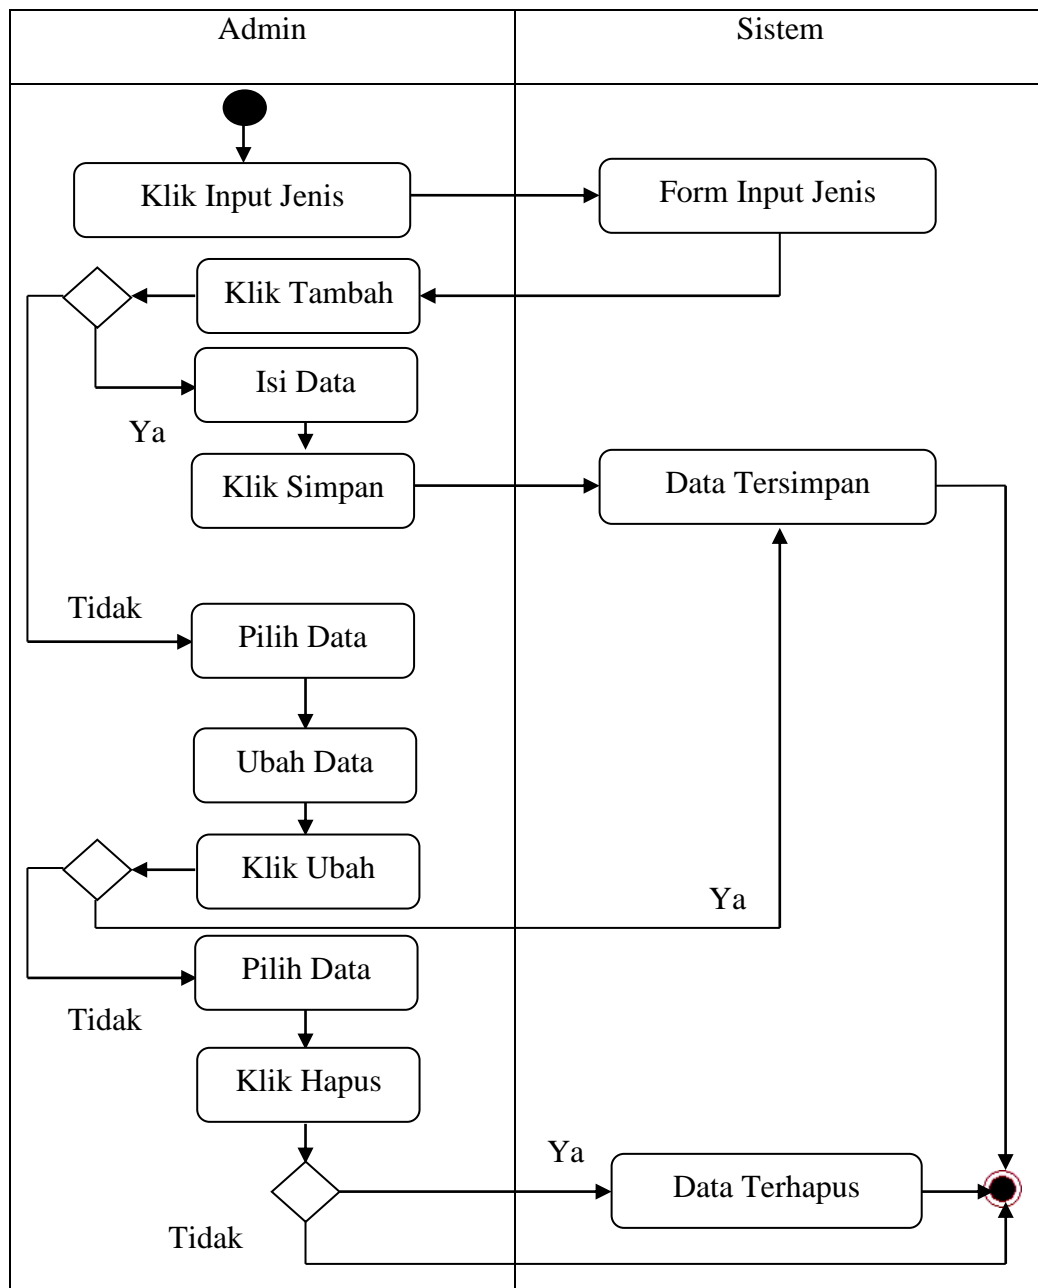 Admin
Sistem
Klik Input Jenis
Form Input Jenis
Klik Tambah
Isi Data
Ya
Klik Simpan
Data Tersimpan
Tidak
Pilih Data
Ubah Data
Klik Ubah
Ya
Pilih Data
Tidak
Klik Hapus
Ya
Data Terhapus
Tidak